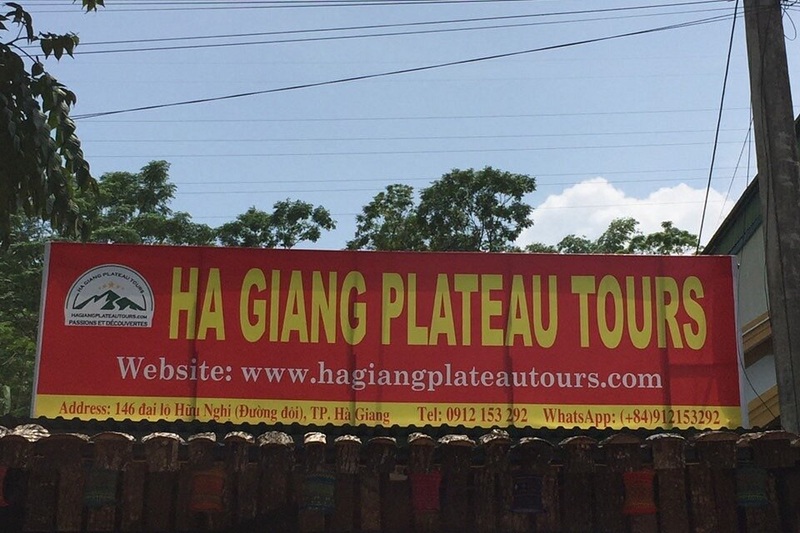 HA GIANG PLATEAU TOURS
HAGIANGPLATEAUTOURS.COM
PASSIONS ET DÉCOUVERTES
HA GIANG PLATEAU TOURS
Website: www.hagiangplateautours.com
Address: 146 đại lộ Hữu Nghị (Đường đôi), TP. Hà Giang Tel: 0912 153 292 WhatsApp: (+84)912153292